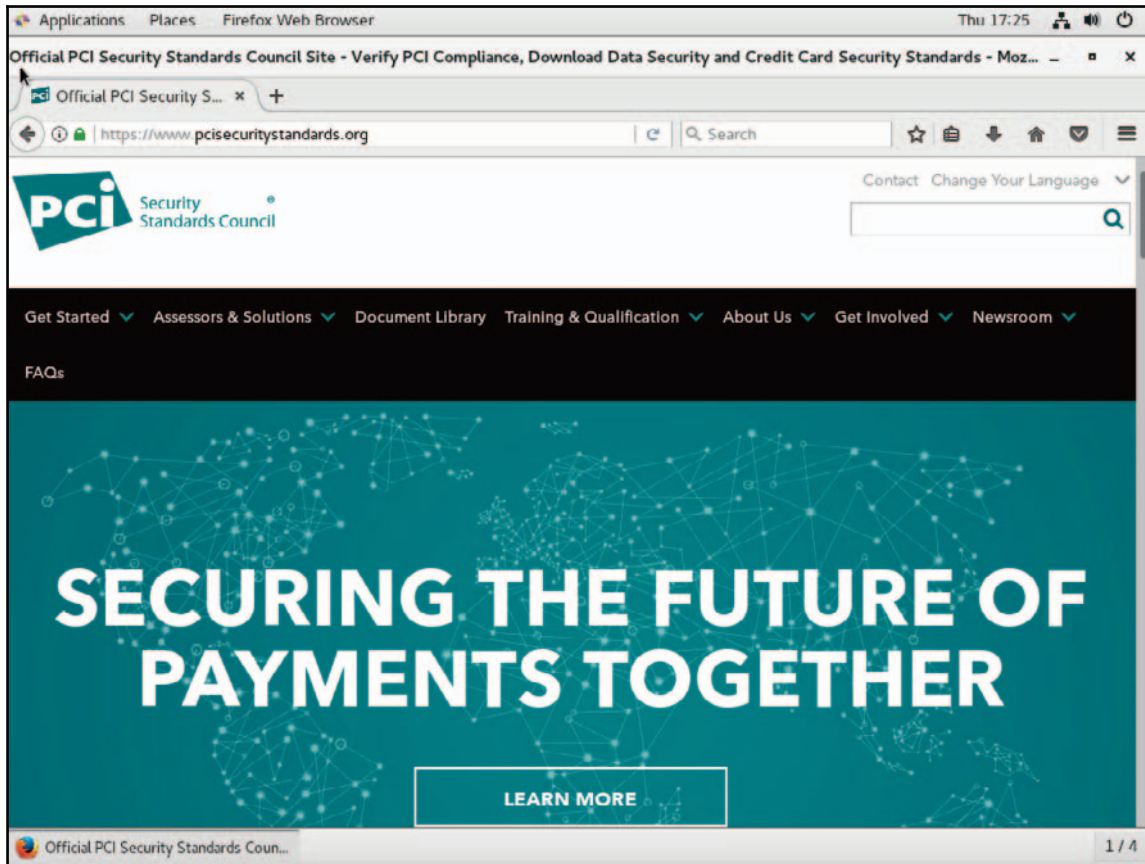 Applications Places Firefox Web Browser Thu 17:25
Official PCI Security Standards Council Site - Verify PCI Compliance, Download Data Security and Credit Card Security Standards - Moz...
Official PCI Security S...
https://www.pcisecuritystandards.org Search
Contact Change Your Language
PCI Security ®
Standards Council
Get Started Assessors & Solutions Document Library Training & Qualification About Us Get Involved Newsroom
FAQs
SECURING THE FUTURE OF
PAYMENTS TOGETHER
LEARN MORE
Official PCI Security Standards Coun... 1 / 4